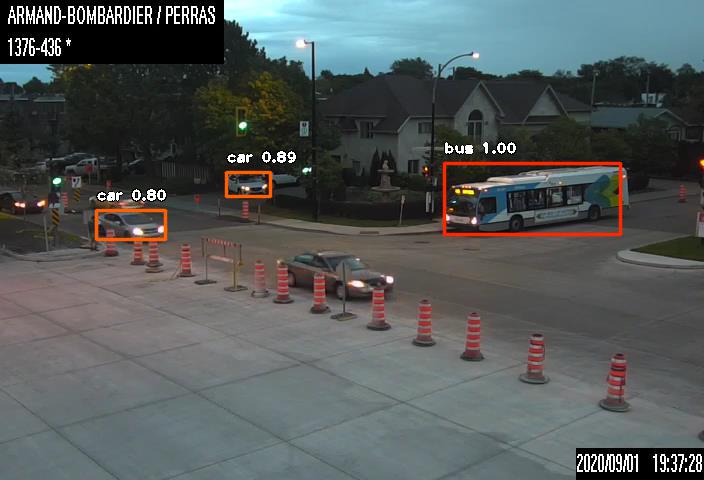 ARMAND-BOMBARDIER / PERRAS
1376-436 *
car 0.89
bus 1.00
car 0.80
2020/09/01 19:37:28